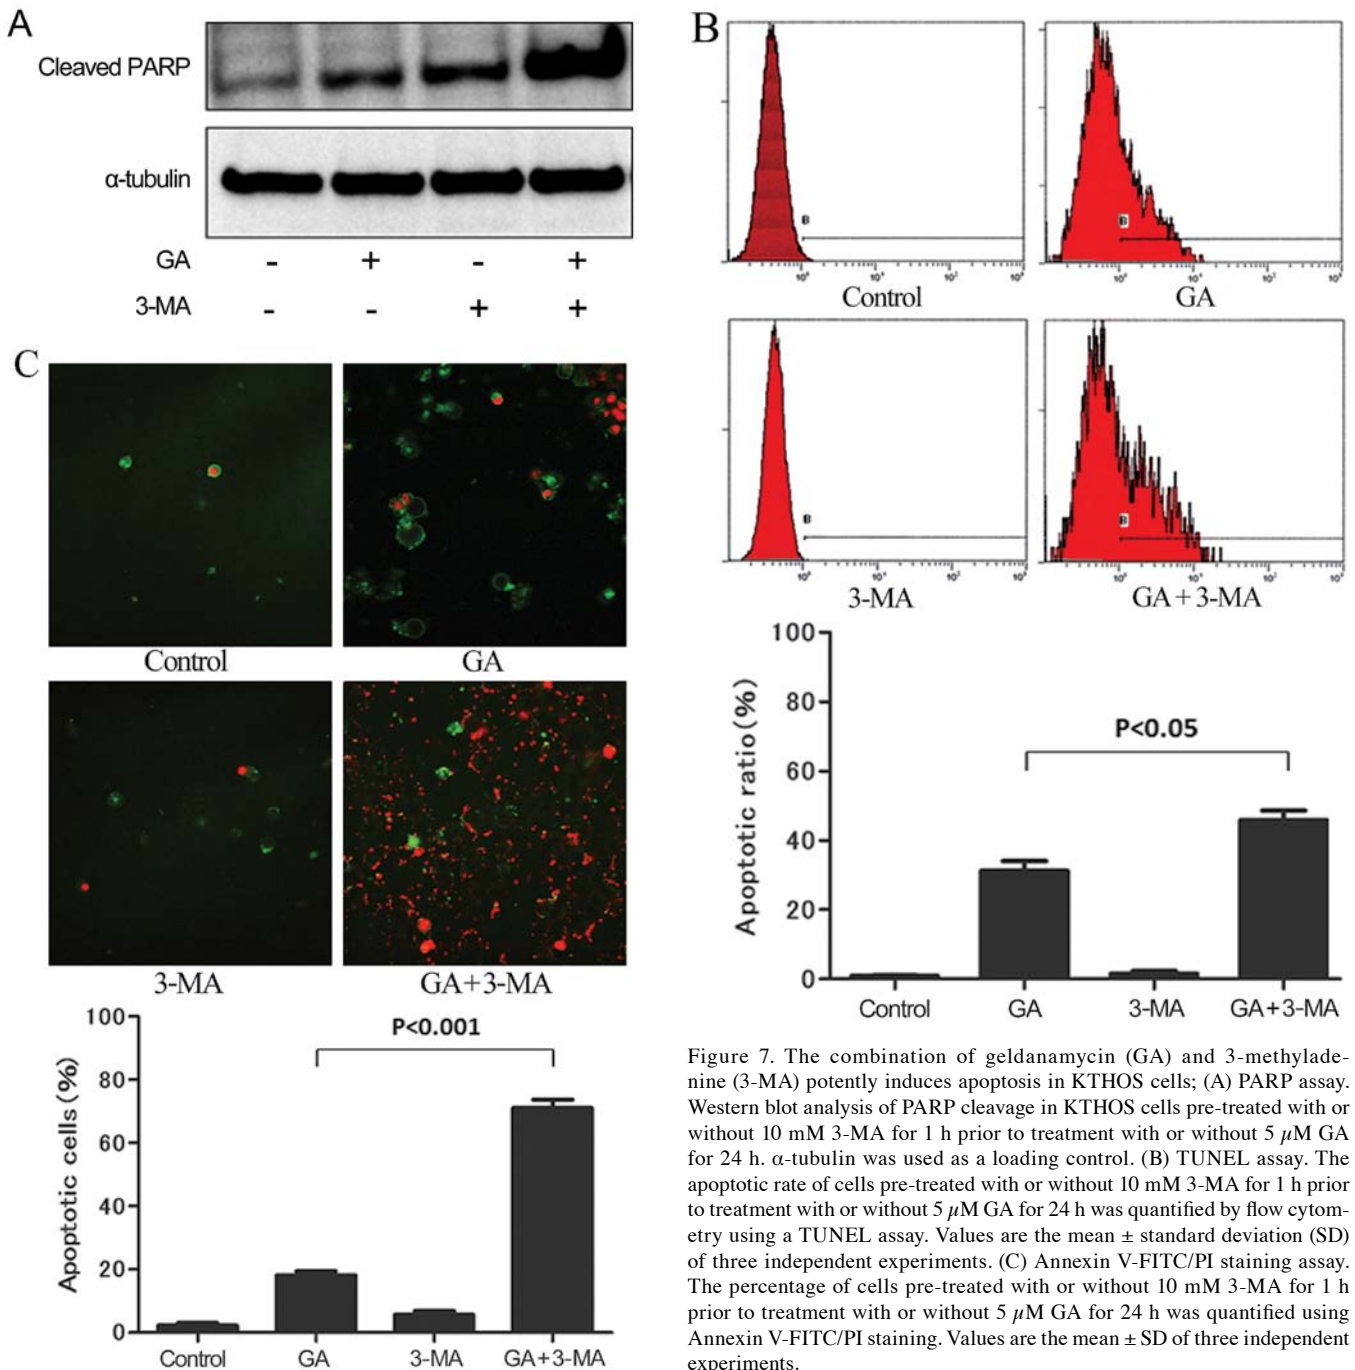 A
Cleaved PARP
α-tubulin
GA - + - +
3-MA - - + +
B
B
B
Control
GA
B
B
3-MA
GA+3-MA
100
80
60
40
20
0
Apoptotic ratio(%)
P<0.05
Control GA 3-MA GA+3-MA
C
Control
GA
3-MA
GA+3-MA
100
80
60
40
20
0
Apoptotic cells(%)
P<0.001
Control GA 3-MA GA+3-MA
Figure 7. The combination of geldanamycin (GA) and 3-methylade-
nine (3-MA) potently induces apoptosis in KTHOS cells; (A) PARP assay.
Western blot analysis of PARP cleavage in KTHOS cells pre-treated with or
without 10 mM 3-MA for 1 h prior to treatment with or without 5 μM GA
for 24 h. α-tubulin was used as a loading control. (B) TUNEL assay. The
apoptotic rate of cells pre-treated with or without 10 mM 3-MA for 1 h prior
to treatment with or without 5 μM GA for 24 h was quantified by flow cytom-
etry using a TUNEL assay. Values are the mean ± standard deviation (SD)
of three independent experiments. (C) Annexin V-FITC/PI staining assay.
The percentage of cells pre-treated with or without 10 mM 3-MA for 1 h
prior to treatment with or without 5 μM GA for 24 h was quantified using
Annexin V-FITC/PI staining. Values are the mean ± SD of three independent
experiments.